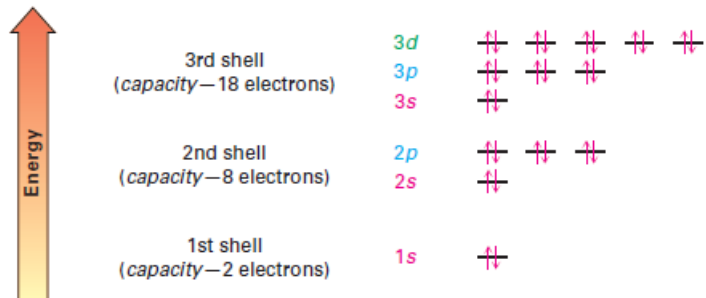 Energy
3rd shell
(capacity—18 electrons)
3d
3p
3s
2nd shell
(capacity—8 electrons)
2p
2s
1st shell
(capacity—2 electrons)
1s